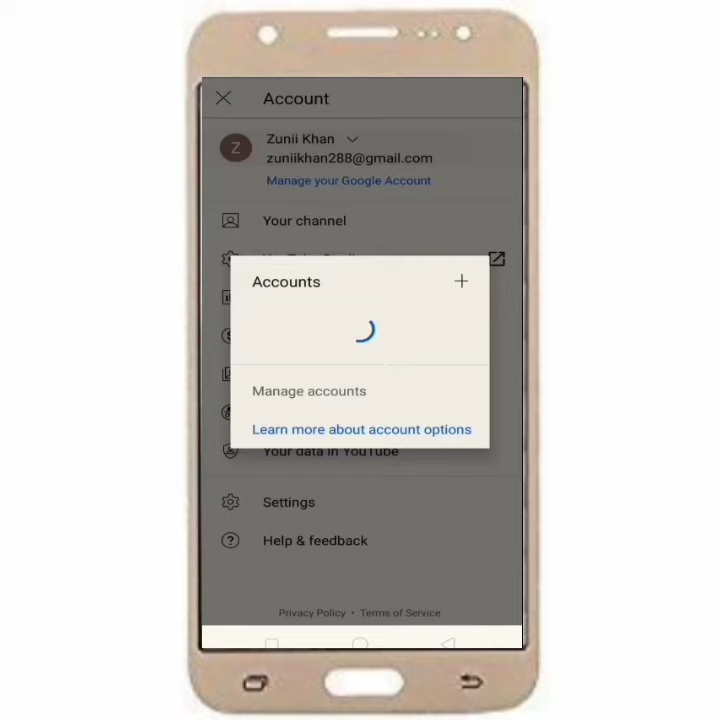 Account
Z
Zunii Khan
zuniikhan288@gmail.com
Manage your Google Account
Your channel
Accounts
Manage accounts
Learn more about account options
Your data in YouTube
Settings
Help & feedback
Privacy Policy • Terms of Service